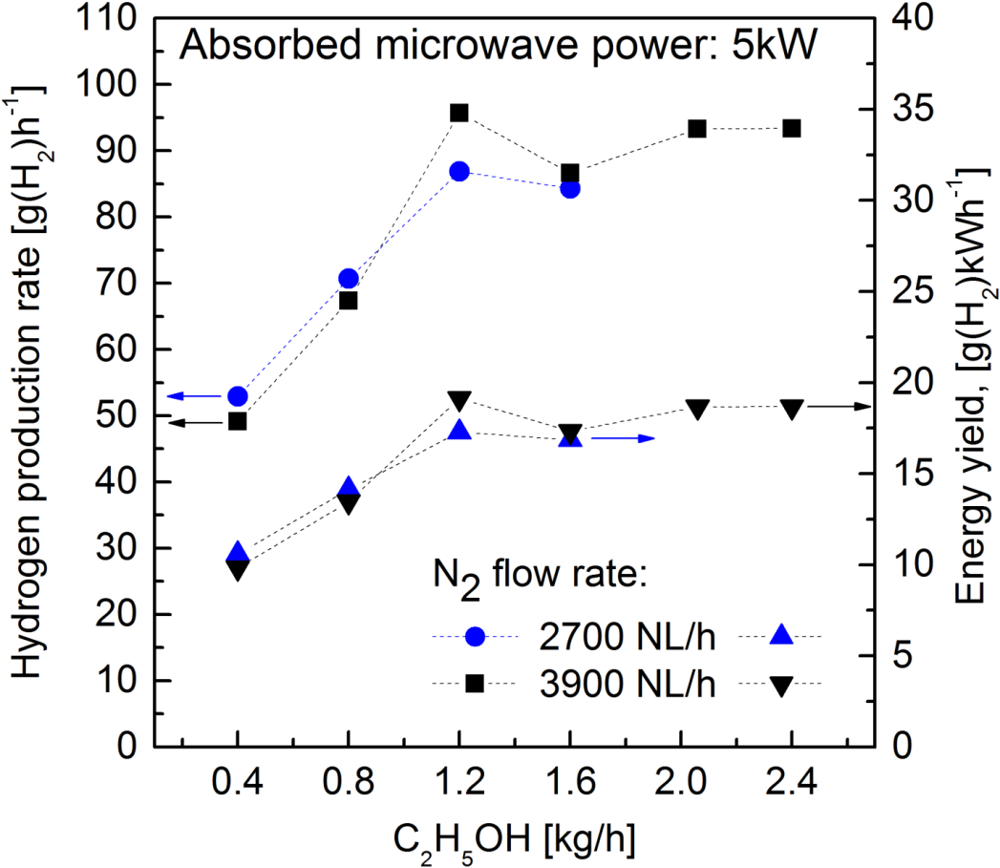 Absorbed microwave power: 5kW
Hydrogen production rate [g(H₂)h⁻¹]
110
100
90
80
70
60
50
40
30
20
10
0
Energy yield, [g(H₂)kWh⁻¹]
40
35
30
25
20
15
10
5
0
N₂ flow rate:
2700 NL/h
3900 NL/h
0.4 0.8 1.2 1.6 2.0 2.4
C₂H₅OH [kg/h]